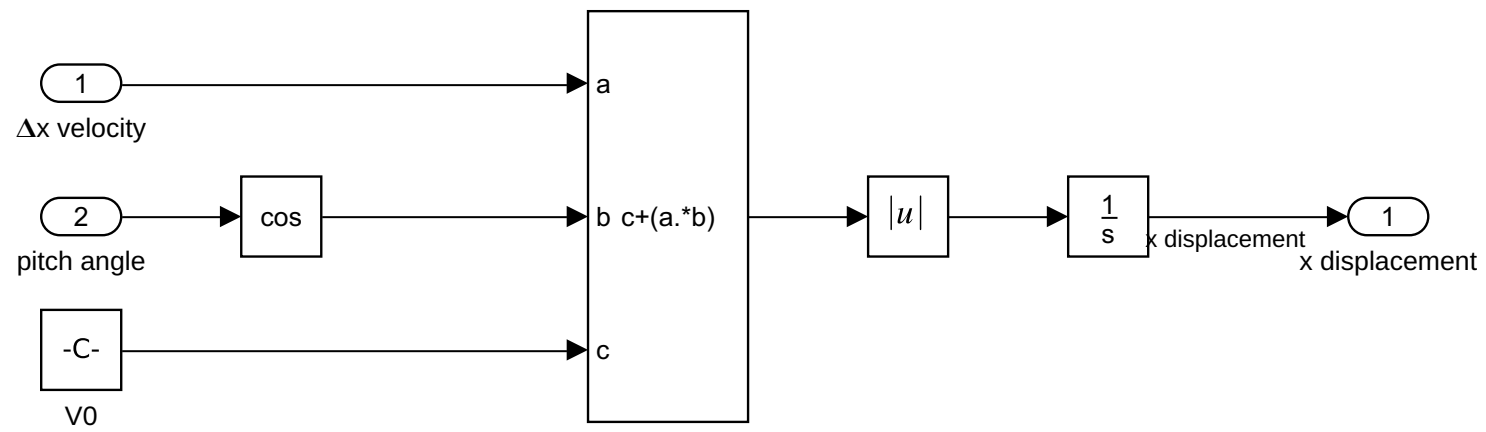 1
Δx velocity
a
2
pitch angle
cos
b c+(a.*b)
|u|
1
s
x displacement
1
x displacement
-C-
V0
c